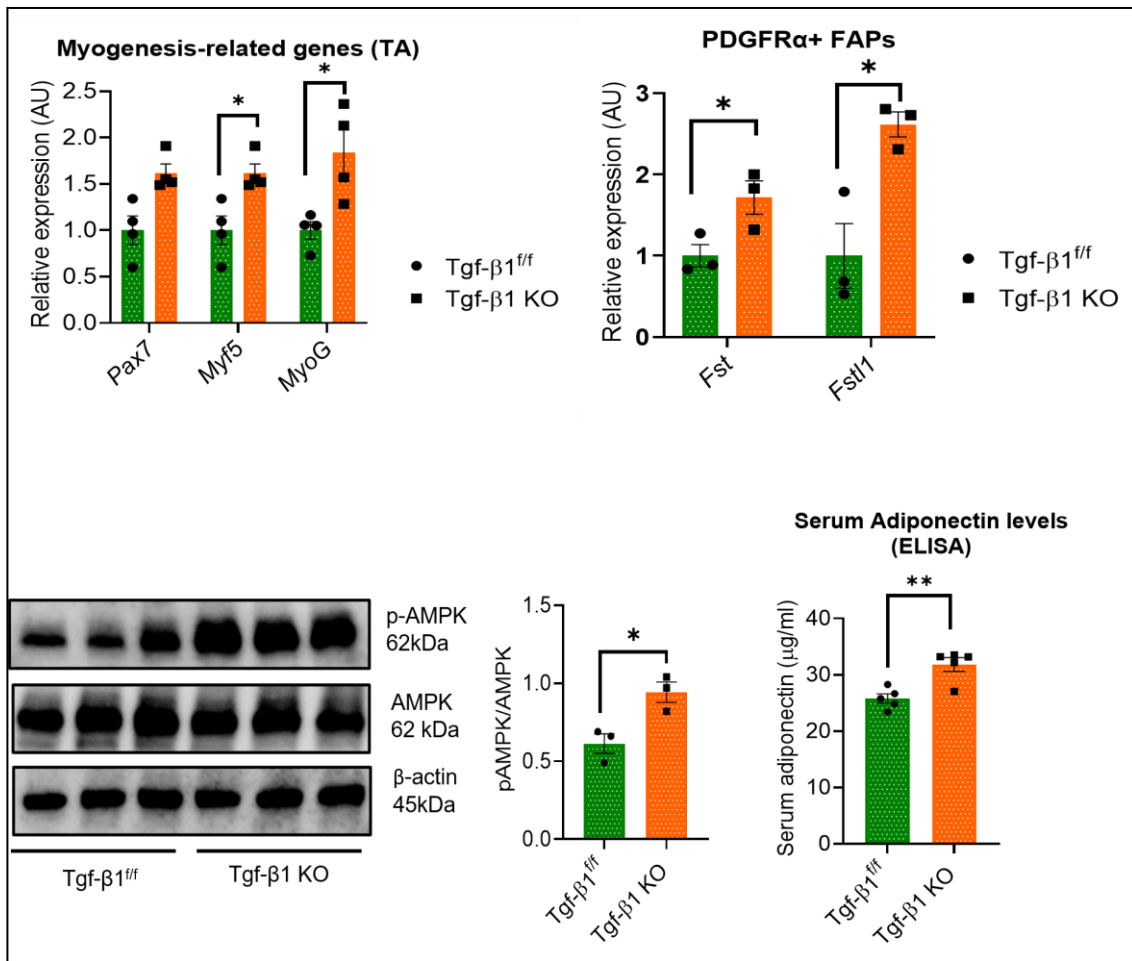 Myogenesis-related genes (TA)
Relative expression (AU)
2.5
2.0
1.5
1.0
0.5
0.0
*
*
Pax7
Myf5
MyoG
Tgf-β1f/f
Tgf-β1 KO
PDGFRα+ FAPs
Relative expression (AU)
3
2
1
0
*
*
Fst
Fstl1
Tgf-β1f/f
Tgf-β1 KO
p-AMPK
62kDa
AMPK
62 kDa
β-actin
45kDa
Tgf-β1f/f
Tgf-β1 KO
pAMPK/AMPK
1.5
1.0
0.5
0.0
*
Tgf-β1f/f
Tgf-β1 KO
Serum Adiponectin levels
(ELISA)
Serum adiponectin (μg/ml)
40
30
20
10
0
**
Tgf-β1f/f
Tgf-β1 KO